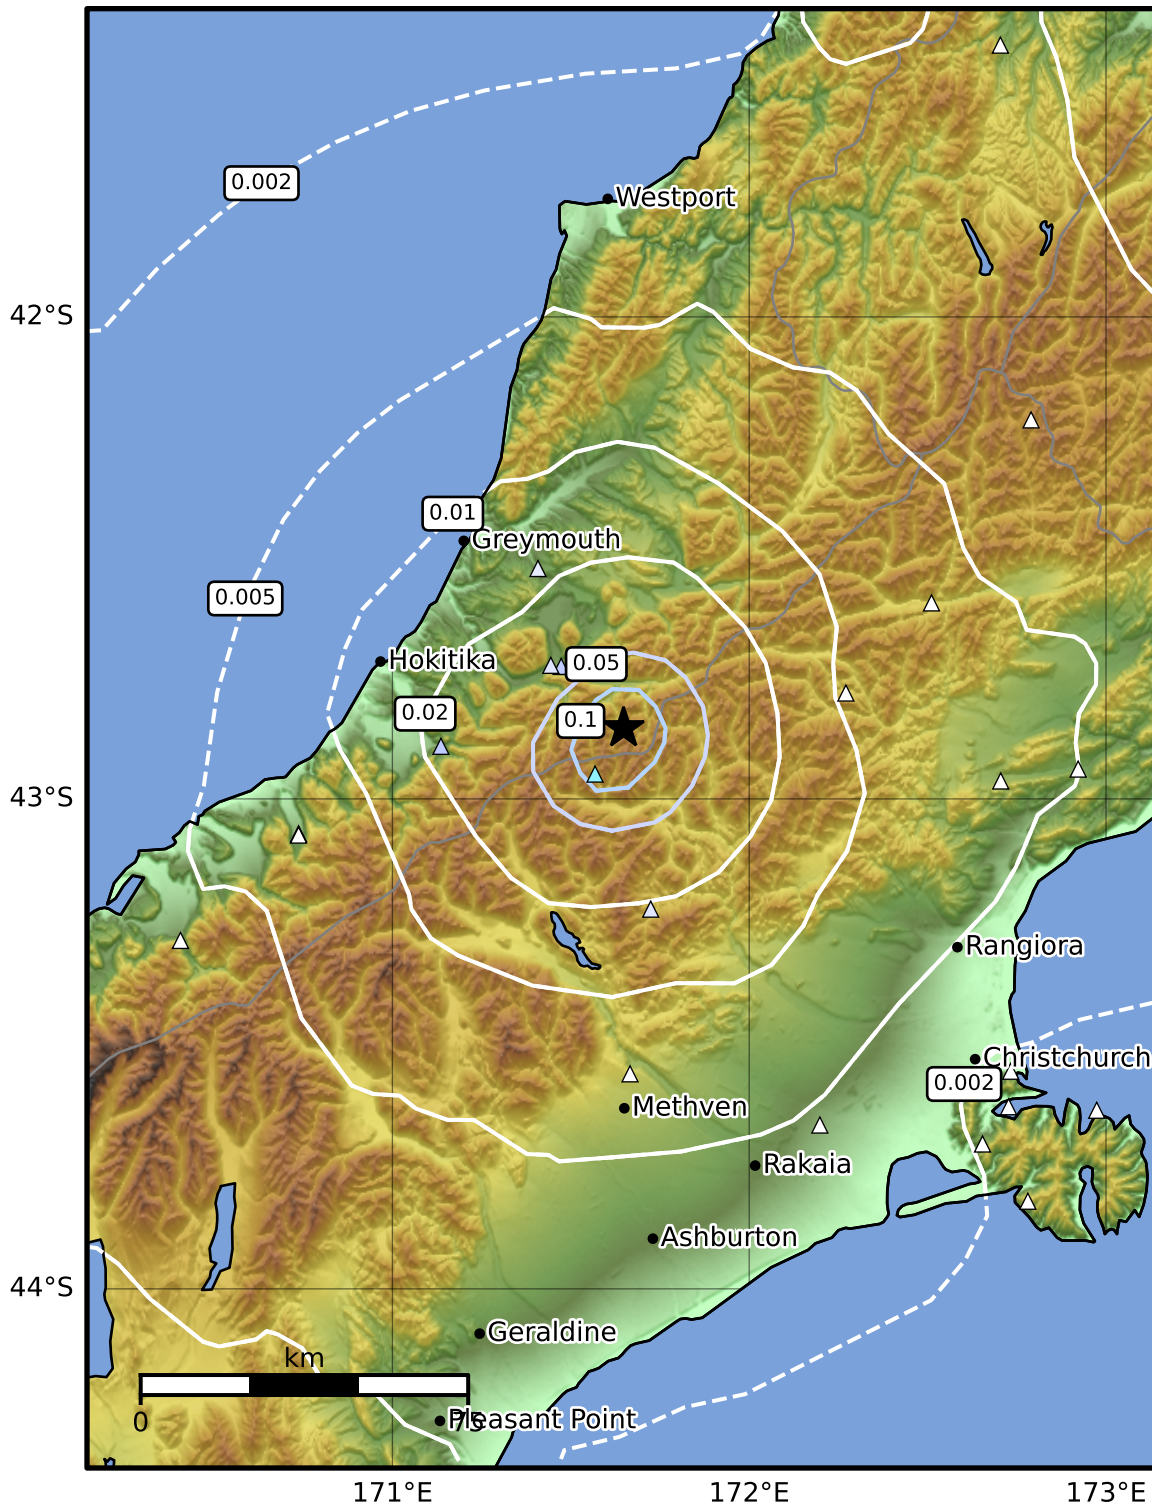 0.002
Westport
42°S
0.01
Greymouth
0.005
Hokitika
0.05
0.02
0.1
43°S
Rangiora
Christchurch
0.002
Methven
Rakaia
Ashburton
44°S
Geraldine
km
0
75
Pleasant Point
171°E
172°E
173°E